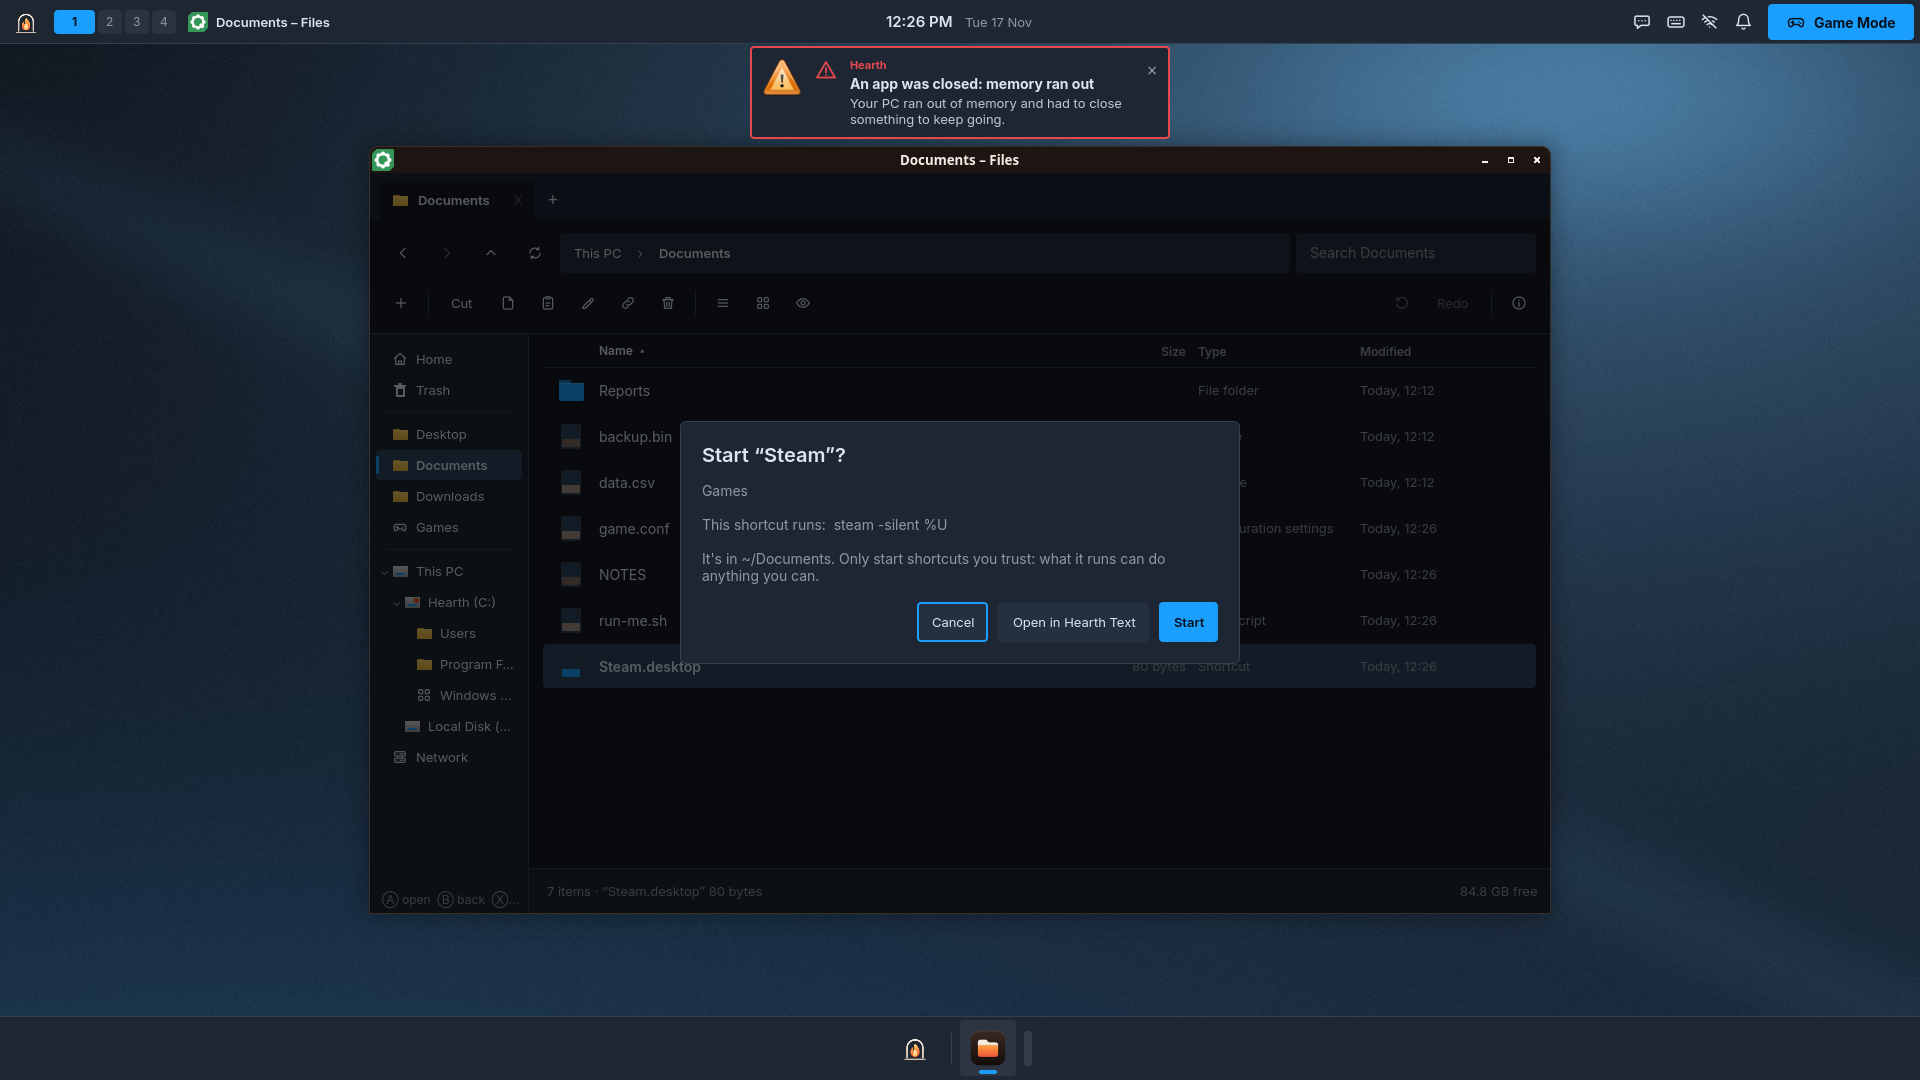 1 2 3 4 Documents – Files
12:26 PM Tue 17 Nov
Game Mode
Hearth
An app was closed: memory ran out
Your PC ran out of memory and had to close
something to keep going.
Documents – Files
Documents X +
This PC › Documents
Search Documents
Cut
Redo
Home
Trash
Desktop
Documents
Downloads
Games
This PC
Hearth (C:)
Users
Program F...
Windows ...
Local Disk (...
Network
Name Size Type Modified
Reports File folder Today, 12:12
backup.bin Today, 12:12
data.csv Today, 12:12
game.conf uration settings Today, 12:26
NOTES Today, 12:26
run-me.sh cript Today, 12:26
Steam.desktop 80 bytes Shortcut Today, 12:26
Start “Steam”?
Games
This shortcut runs: steam -silent %U
It's in ~/Documents. Only start shortcuts you trust: what it runs can do
anything you can.
Cancel Open in Hearth Text Start
A open B back X...
7 items · “Steam.desktop” 80 bytes
84.8 GB free